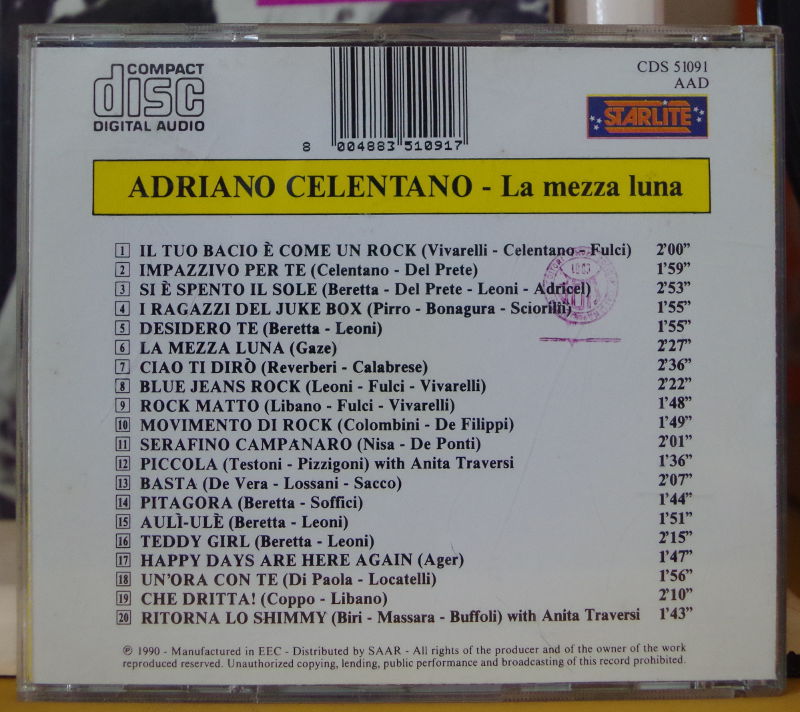 COMPACT
disc
DIGITAL AUDIO
8 004883 510917
CDS 51091
AAD
STARLITE
ADRIANO CELENTANO - La mezza luna
1 IL TUO BACIO È COME UN ROCK (Vivarelli - Celentano - Fulci) 2'00”
2 IMPAZZIVO PER TE (Celentano - Del Prete) 1'59”
3 SI È SPENTO IL SOLE (Beretta - Del Prete - Leoni - Adricel) 2'53”
4 I RAGAZZI DEL JUKE BOX (Pirro - Bonagura - Sciorilli) 1'55”
5 DESIDERO TE (Beretta - Leoni) 1'55”
6 LA MEZZA LUNA (Gaze) 2'27”
7 CIAO TI DIRÒ (Reverberi - Calabrese) 2'36”
8 BLUE JEANS ROCK (Leoni - Fulci - Vivarelli) 2'22”
9 ROCK MATTO (Libano - Fulci - Vivarelli) 1'48”
10 MOVIMENTO DI ROCK (Colombini - De Filippi) 1'49”
11 SERAFINO CAMPANARO (Nisa - De Ponti) 2'01”
12 PICCOLA (Testoni - Pizzigoni) with Anita Traversi 1'36”
13 BASTA (De Vera - Lossani - Sacco) 2'07”
14 PITAGORA (Beretta - Soffici) 1'44”
15 AULÌ-ULÈ (Beretta - Leoni) 1'51”
16 TEDDY GIRL (Beretta - Leoni) 2'15”
17 HAPPY DAYS ARE HERE AGAIN (Ager) 1'47”
18 UN'ORA CON TE (Di Paola - Locatelli) 1'56”
19 CHE DRITTA! (Coppo - Libano) 2'10”
20 RITORNA LO SHIMMY (Biri - Massara - Buffoli) with Anita Traversi 1'43”
℗ 1990 - Manufactured in EEC - Distributed by SAAR - All rights of the producer and of the owner of the work
reproduced reserved. Unauthorized copying, lending, public performance and broadcasting of this record prohibited.